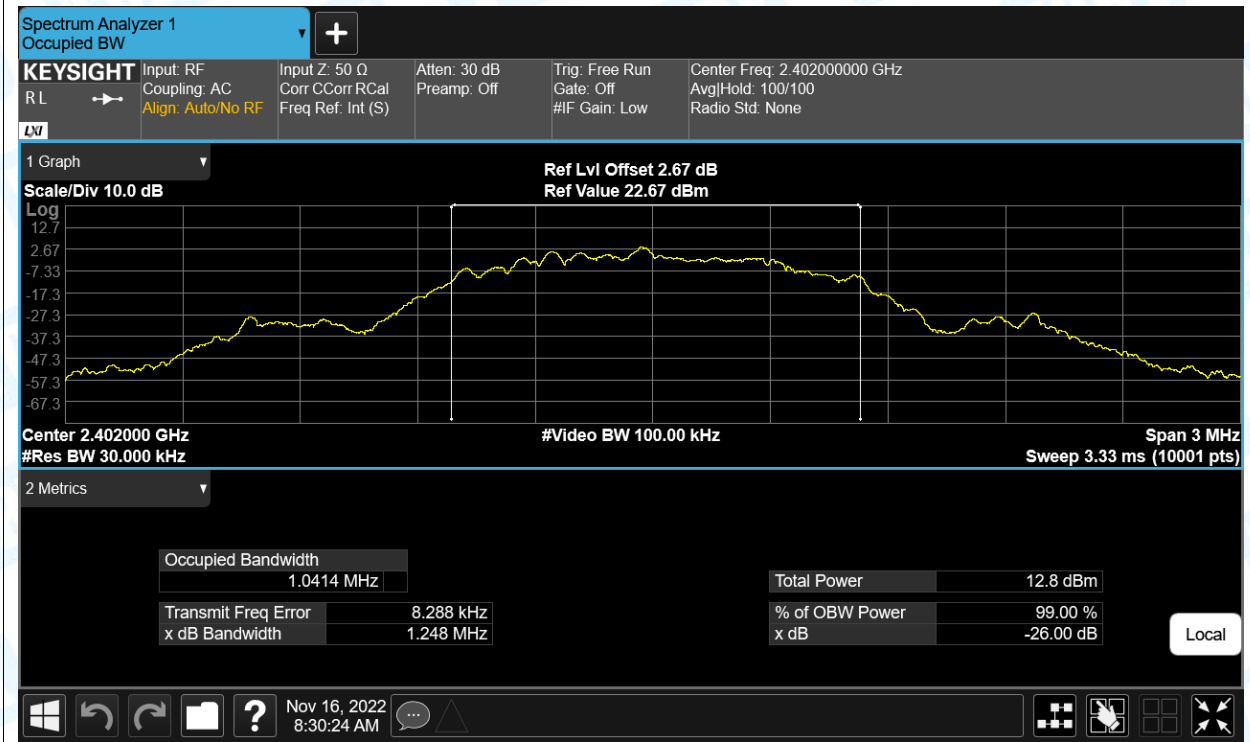 Spectrum Analyzer 1
Occupied BW
KEYSIGHT Input: RF Input Z: 50 Ω Atten: 30 dB Trig: Free Run Center Freq: 2.402000000 GHz
R L Coupling: AC Corr CCorr RCal Preamp: Off Gate: Off Avg|Hold: 100/100
Align: Auto/No RF Freq Ref: Int (S) #IF Gain: Low Radio Std: None
LXI
1 Graph
Ref Lvl Offset 2.67 dB
Scale/Div 10.0 dB Ref Value 22.67 dBm
Log
12.7
2.67
-7.33
-17.3
-27.3
-37.3
-47.3
-57.3
-67.3
Center 2.402000 GHz #Video BW 100.00 kHz Span 3 MHz
#Res BW 30.000 kHz Sweep 3.33 ms (10001 pts)
2 Metrics
Occupied Bandwidth
1.0414 MHz Total Power 12.8 dBm
Transmit Freq Error 8.288 kHz % of OBW Power 99.00 %
x dB Bandwidth 1.248 MHz x dB -26.00 dB
Local
? Nov 16, 2022
8:30:24 AM